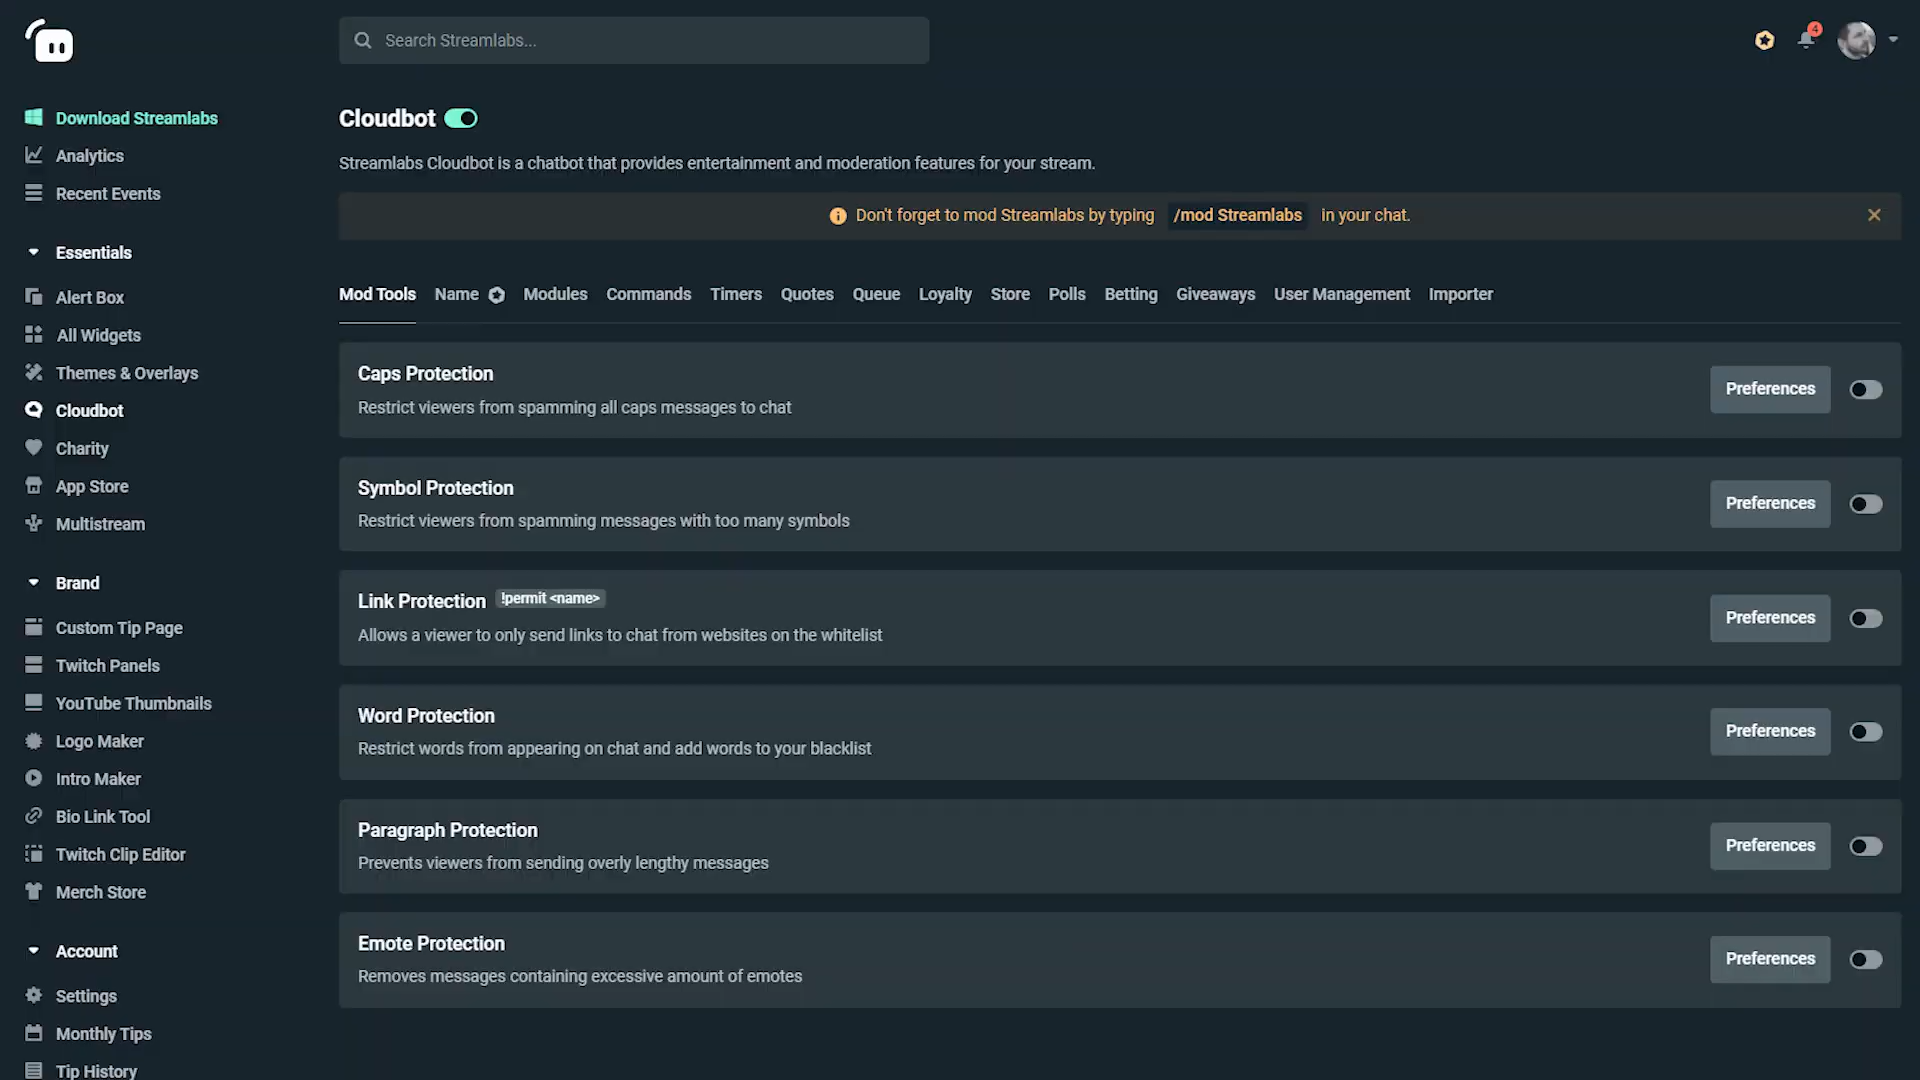 Search Streamlabs...
4
Download Streamlabs
Analytics
Recent Events
Essentials
Alert Box
All Widgets
Themes & Overlays
Cloudbot
Charity
App Store
Multistream
Brand
Custom Tip Page
Twitch Panels
YouTube Thumbnails
Logo Maker
Intro Maker
Bio Link Tool
Twitch Clip Editor
Merch Store
Account
Settings
Monthly Tips
Tip History
Cloudbot
Streamlabs Cloudbot is a chatbot that provides entertainment and moderation features for your stream.
Don't forget to mod Streamlabs by typing /mod Streamlabs in your chat.
Mod Tools Name Modules Commands Timers Quotes Queue Loyalty Store Polls Betting Giveaways User Management Importer
Caps Protection
Restrict viewers from spamming all caps messages to chat
Preferences
Symbol Protection
Restrict viewers from spamming messages with too many symbols
Preferences
Link Protection !permit <name>
Allows a viewer to only send links to chat from websites on the whitelist
Preferences
Word Protection
Restrict words from appearing on chat and add words to your blacklist
Preferences
Paragraph Protection
Prevents viewers from sending overly lengthy messages
Preferences
Emote Protection
Removes messages containing excessive amount of emotes
Preferences